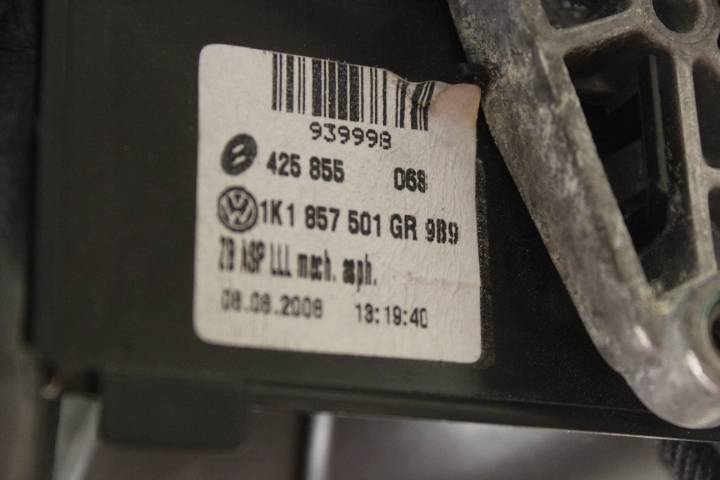 939998
425 855 068
VW 1K1 857 501 GR 9B9
ZB ASP LLL mech. asph.
08.08.2008 13:19:40